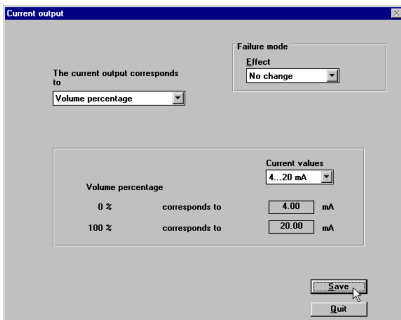 Current output
Failure mode
Effect
No change
The current output corresponds
to
Volume percentage
Current values
4...20 mA
Volume percentage
0 % corresponds to 4.00 mA
100 % corresponds to 20.00 mA
Save
Quit